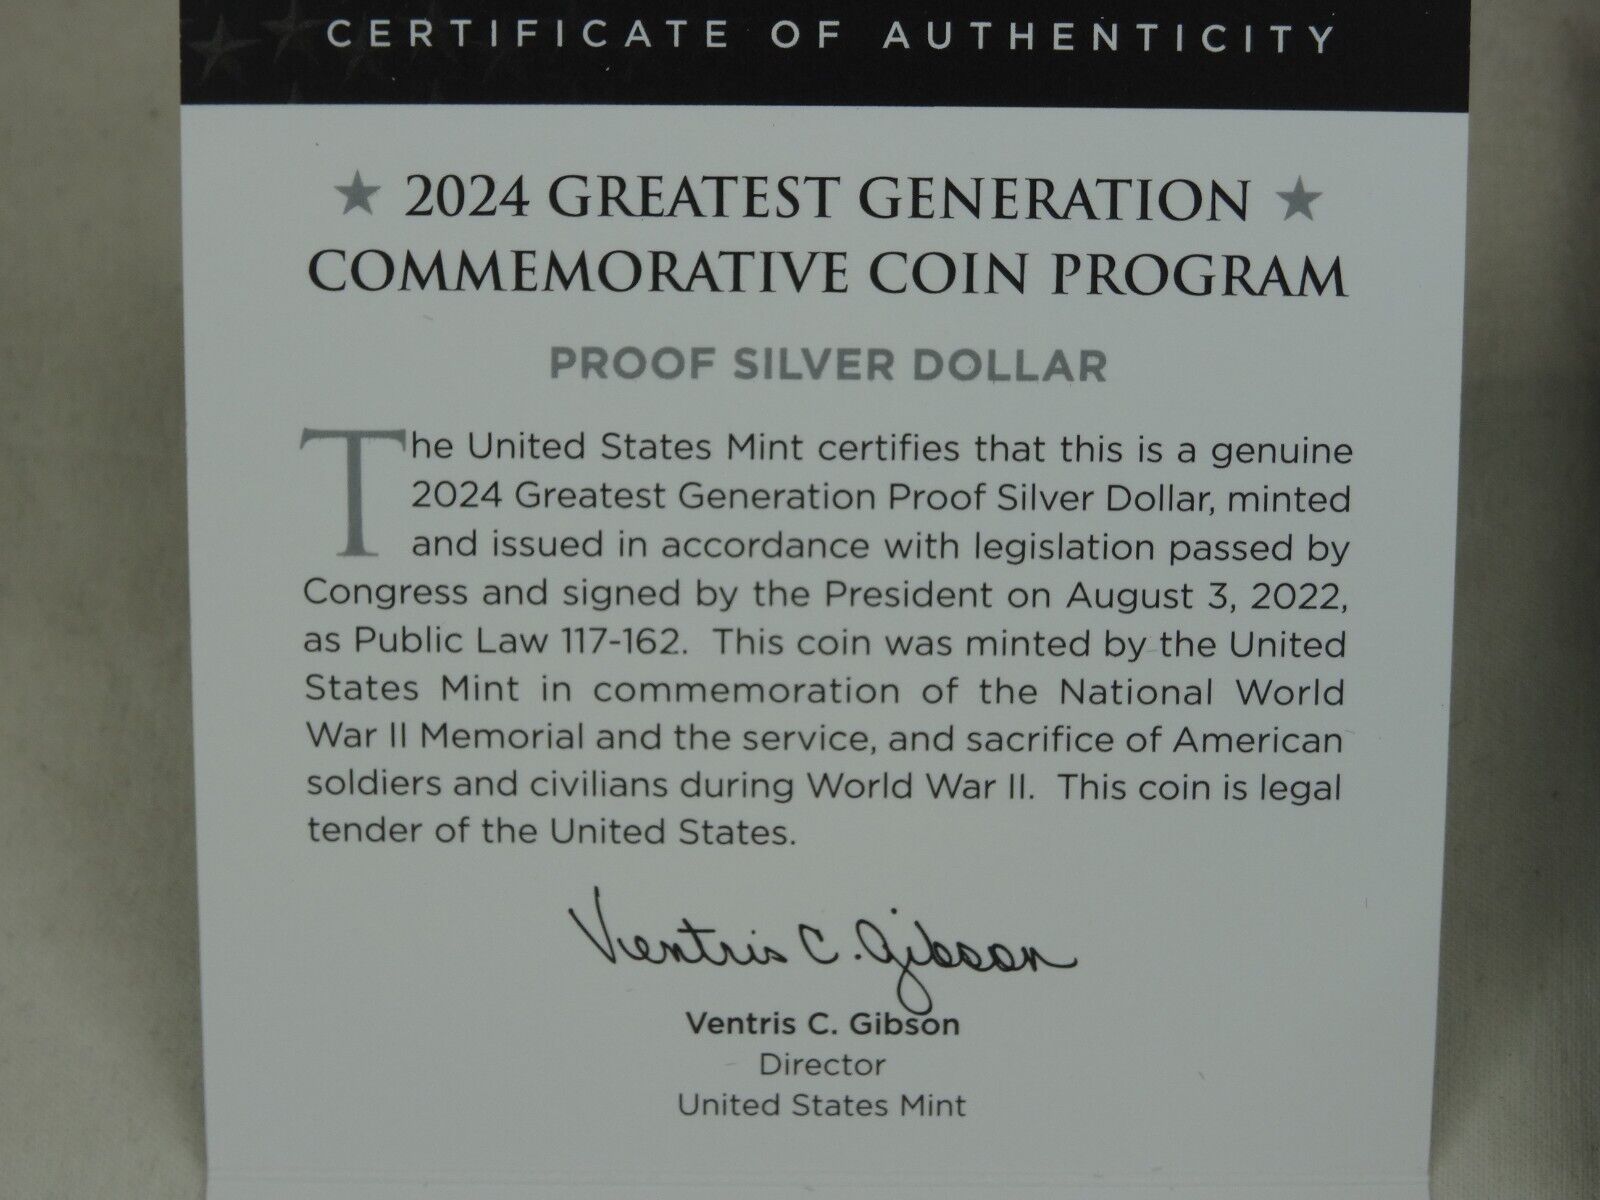 CERTIFICATE OF AUTHENTICITY
★ 2024 GREATEST GENERATION ★
COMMEMORATIVE COIN PROGRAM
PROOF SILVER DOLLAR
The United States Mint certifies that this is a genuine
2024 Greatest Generation Proof Silver Dollar, minted
and issued in accordance with legislation passed by
Congress and signed by the President on August 3, 2022,
as Public Law 117-162. This coin was minted by the United
States Mint in commemoration of the National World
War II Memorial and the service, and sacrifice of American
soldiers and civilians during World War II. This coin is legal
tender of the United States.
Ventris C. Gibson
Ventris C. Gibson
Director
United States Mint